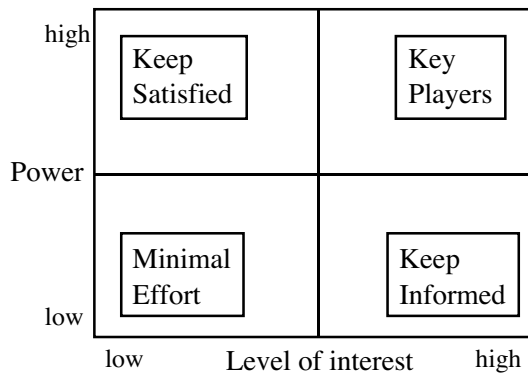 high
Keep
Satisfied
Key
Players
Power
Minimal
Effort
Keep
Informed
low
low
Level of interest
high